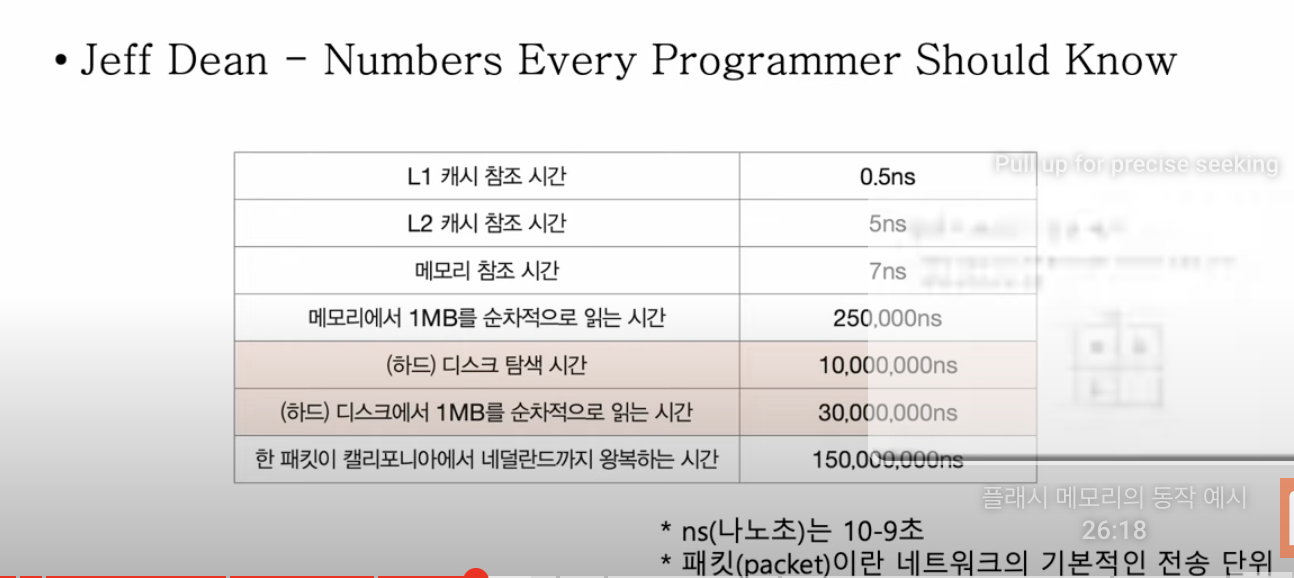 • Jeff Dean – Numbers Every Programmer Should Know
Pull up for precise seeking
L1 캐시 참조 시간 0.5ns
L2 캐시 참조 시간 5ns
메모리 참조 시간 7ns
메모리에서 1MB를 순차적으로 읽는 시간 250,000ns
(하드) 디스크 탐색 시간 10,000,000ns
(하드) 디스크에서 1MB를 순차적으로 읽는 시간 30,000,000ns
한 패킷이 캘리포니아에서 네덜란드까지 왕복하는 시간 150,000,000ns
플래시 메모리의 동작 예시
26:18
* ns(나노초)는 10-9초
* 패킷(packet)이란 네트워크의 기본적인 전송 단위